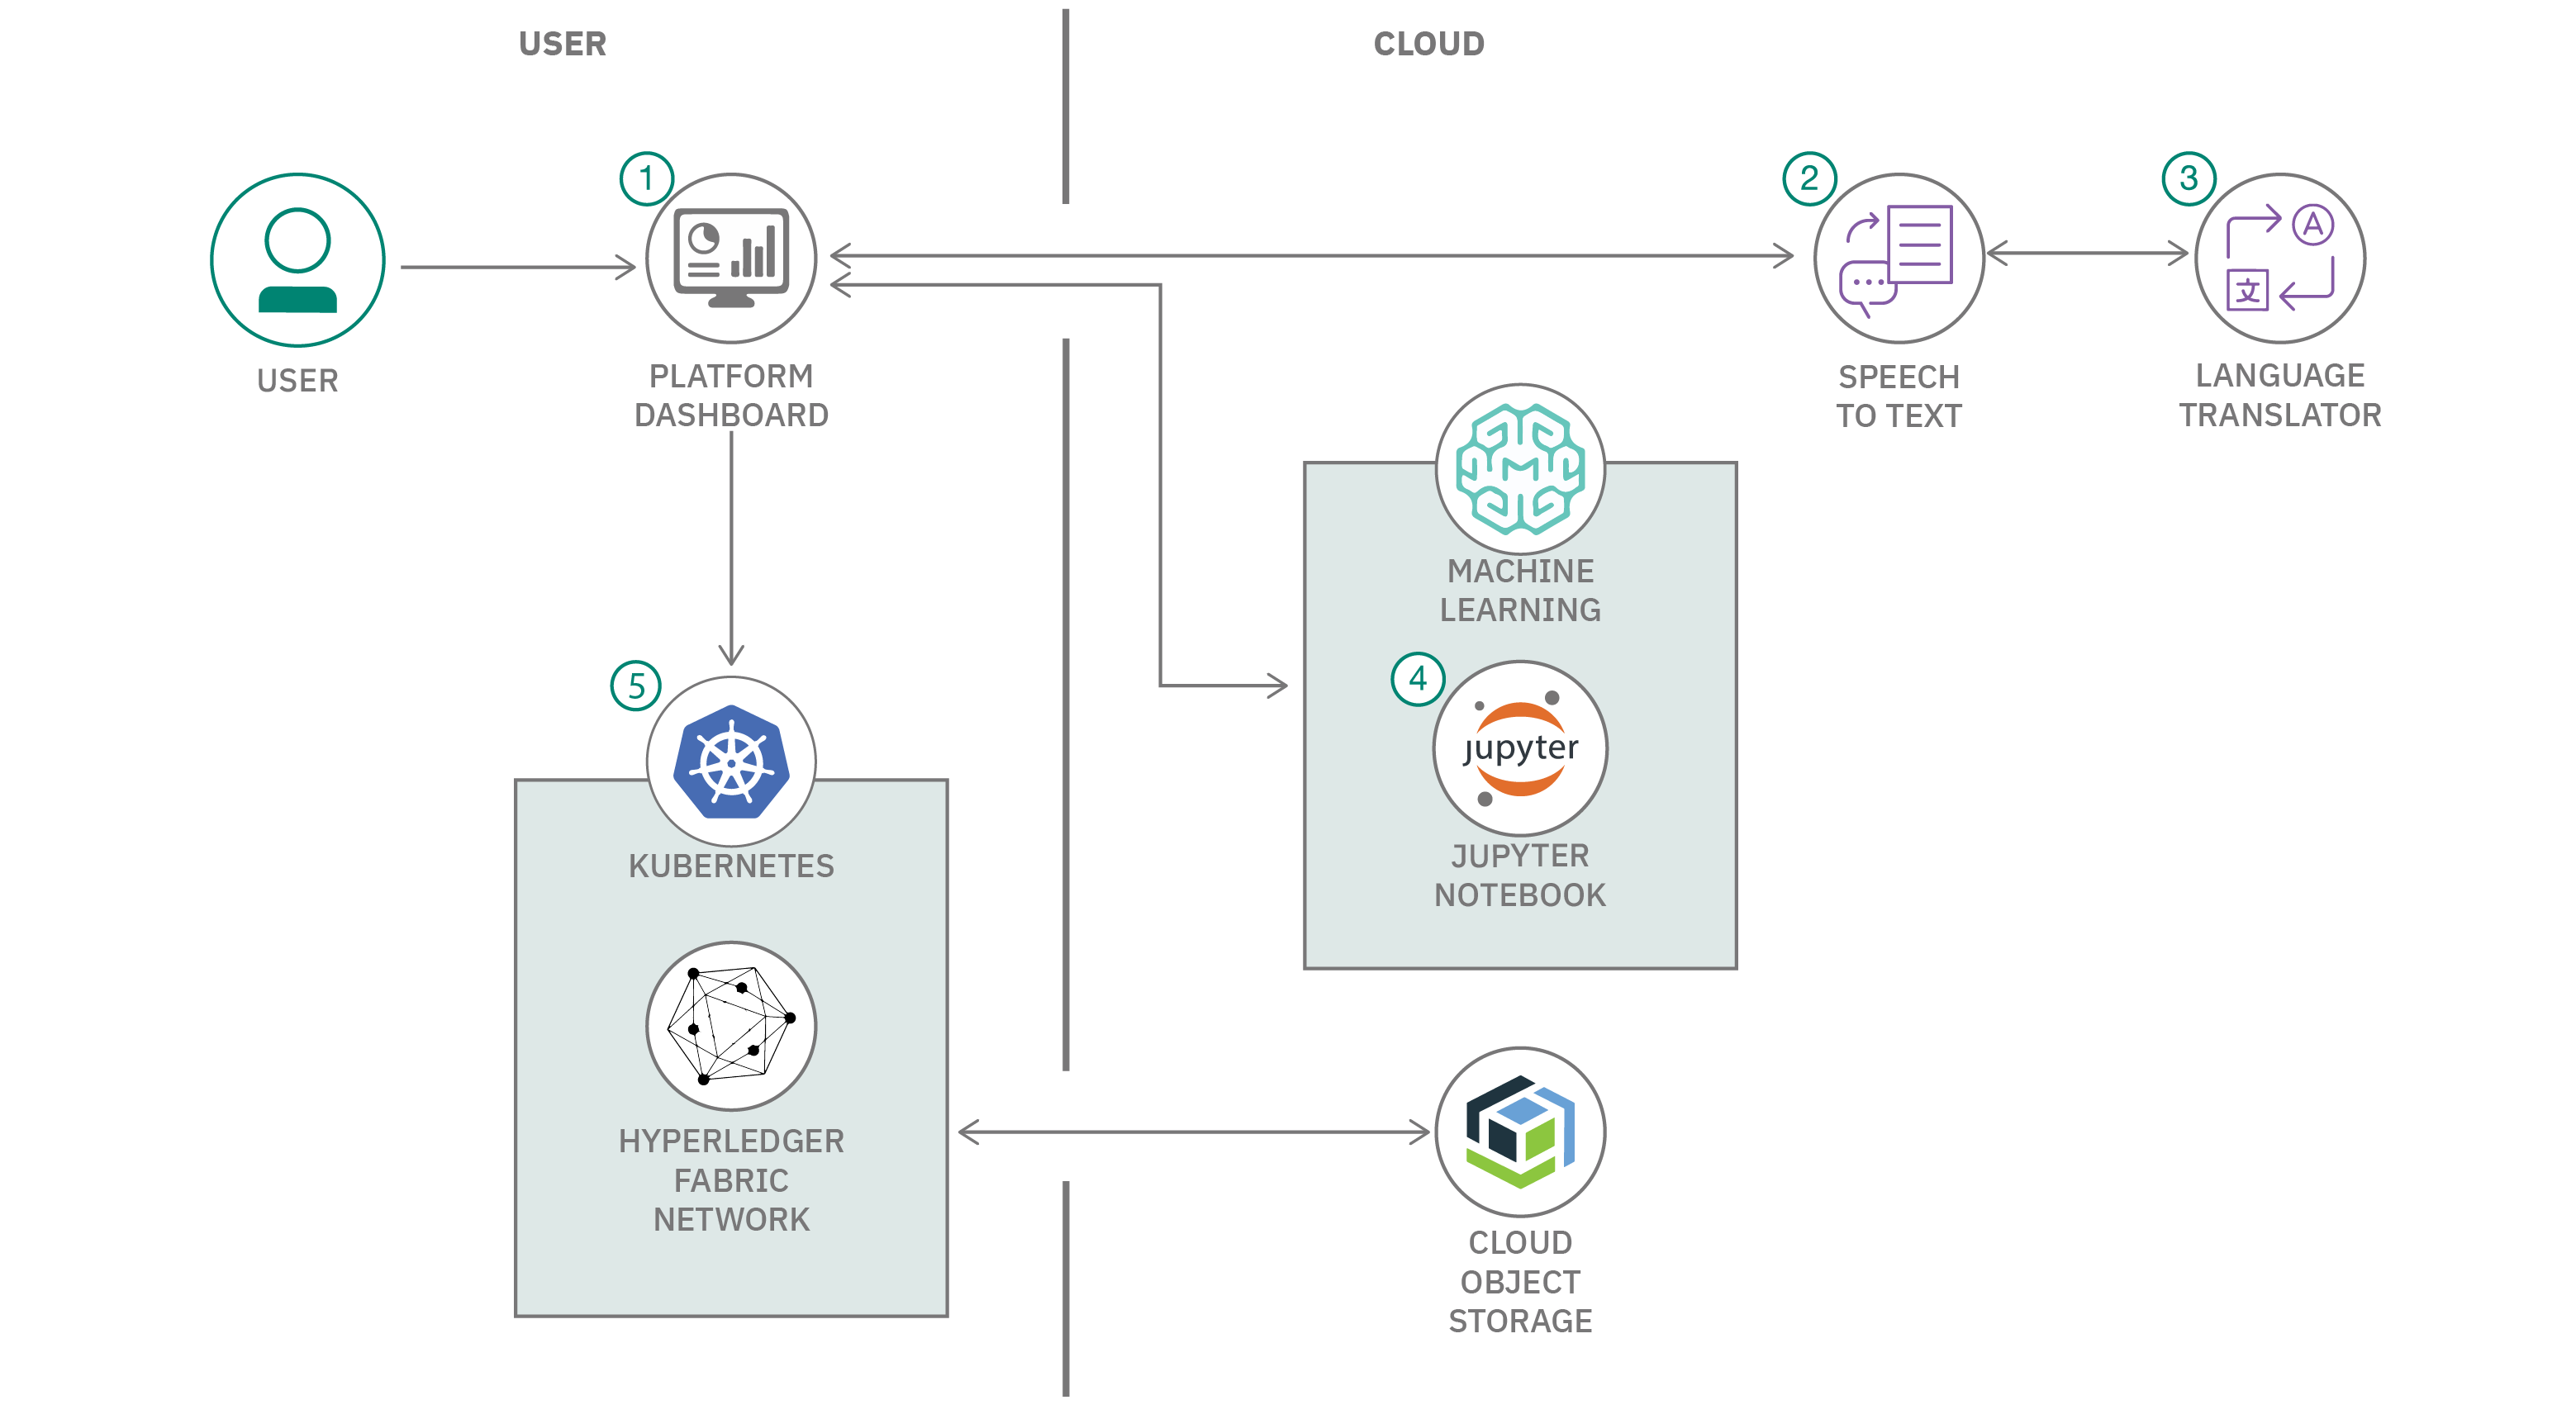 USER
CLOUD
1
2
3
A
文
USER
PLATFORM
DASHBOARD
SPEECH
TO TEXT
LANGUAGE
TRANSLATOR
MACHINE
LEARNING
4
jupyter
JUPYTER
NOTEBOOK
5
KUBERNETES
HYPERLEDGER
FABRIC
NETWORK
CLOUD
OBJECT
STORAGE